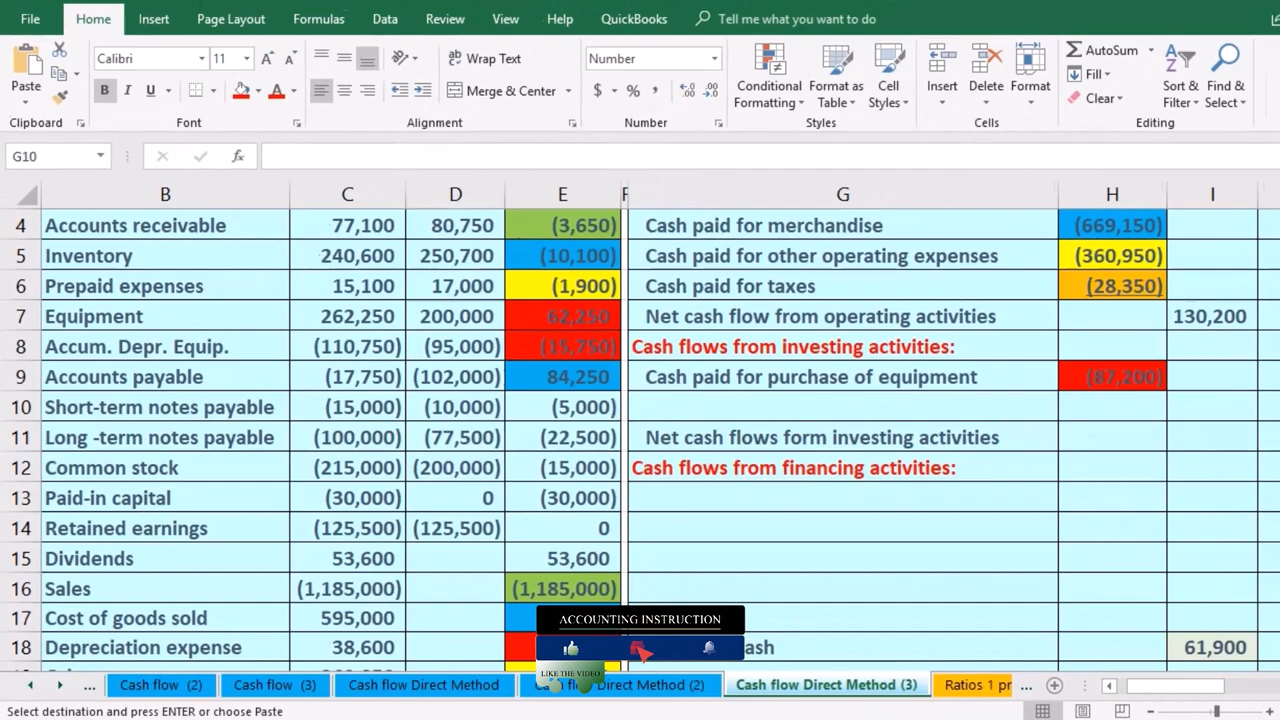 File Home Insert Page Layout Formulas Data Review View Help QuickBooks Tell me what you want to do
Paste
Calibri 11
B I U A
Wrap Text
Merge & Center
Number
$ %
Conditional Formatting
Format as Table
Cell Styles
Insert
Delete
Format
AutoSum
Fill
Clear
Sort & Filter
Find & Select
Clipboard Font Alignment Number Styles Cells Editing
G10 fx
B C D E F G H I
4 Accounts receivable 77,100 80,750 (3,650) Cash paid for merchandise (669,150)
5 Inventory 240,600 250,700 (10,100) Cash paid for other operating expenses (360,950)
6 Prepaid expenses 15,100 17,000 (1,900) Cash paid for taxes (28,350)
7 Equipment 262,250 200,000 62,250 Net cash flow from operating activities 130,200
8 Accum. Depr. Equip. (110,750) (95,000) (15,750) Cash flows from investing activities:
9 Accounts payable (17,750) (102,000) 84,250 Cash paid for purchase of equipment (87,200)
10 Short-term notes payable (15,000) (10,000) (5,000)
11 Long -term notes payable (100,000) (77,500) (22,500) Net cash flows form investing activities
12 Common stock (215,000) (200,000) (15,000) Cash flows from financing activities:
13 Paid-in capital (30,000) 0 (30,000)
14 Retained earnings (125,500) (125,500) 0
15 Dividends 53,600 53,600
16 Sales (1,185,000) (1,185,000)
17 Cost of goods sold 595,000
ACCOUNTING INSTRUCTION
18 Depreciation expense 38,600 61,900
LIKE THE VIDEO
... Cash flow (2) Cash flow (3) Cash flow Direct Method Direct Method (2) Cash flow Direct Method (3) Ratios 1 pr ...
Select destination and press ENTER or choose Paste